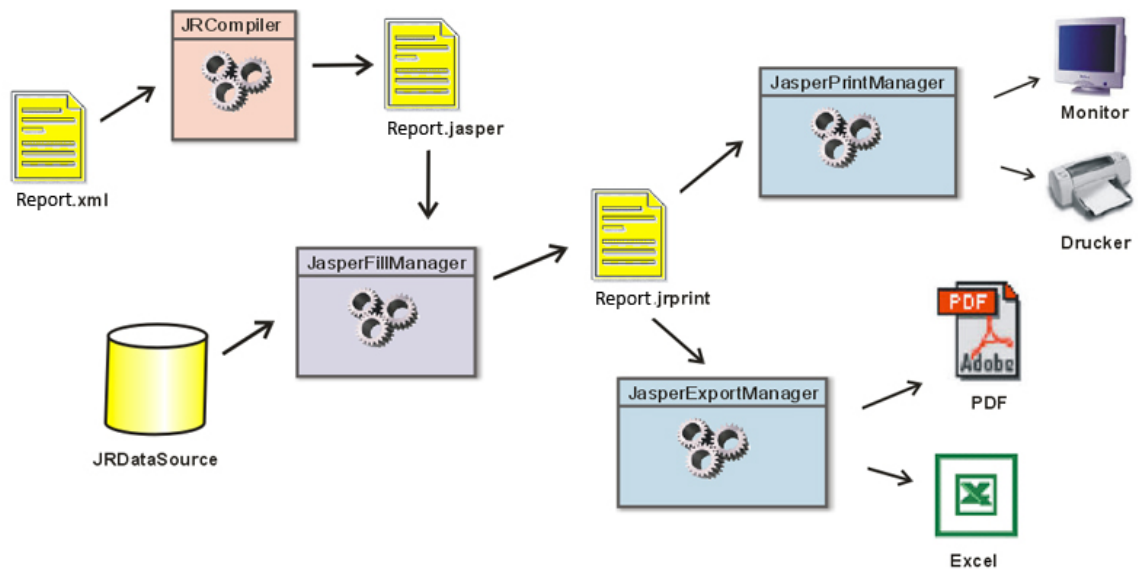 JRCompiler
Report.xml
Report.jasper
JasperFillManager
JRDataSource
Report.jrprint
JasperPrintManager
Monitor
Drucker
JasperExportManager
PDF
Adobe
PDF
Excel